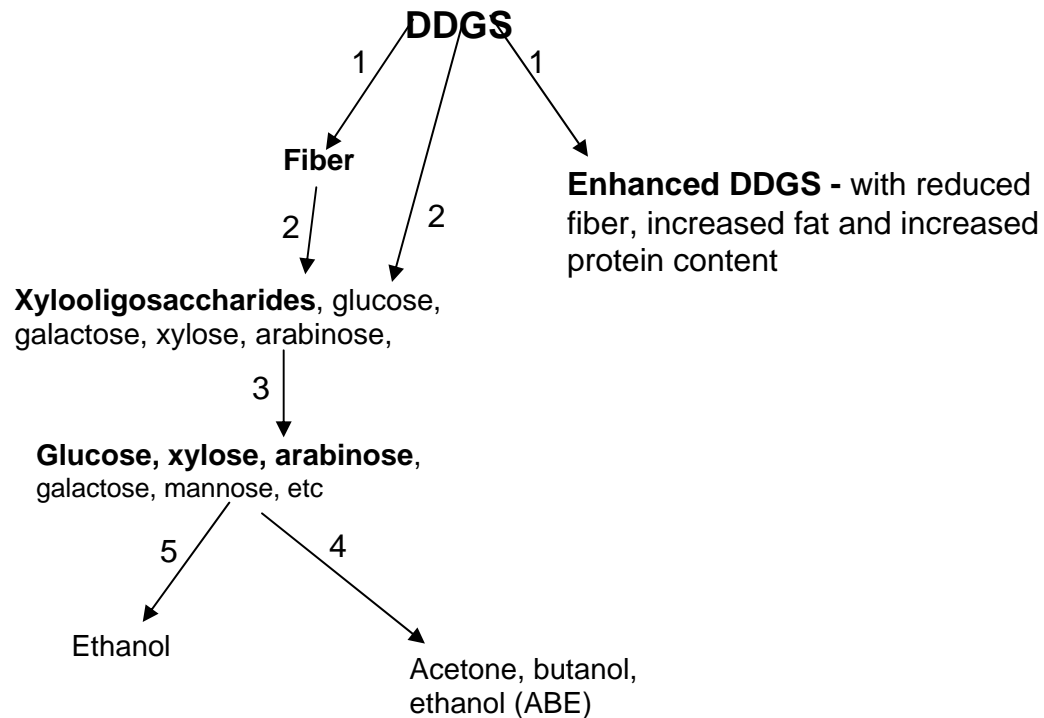 DDGS
1
1
Fiber
2
2
Enhanced DDGS - with reduced
fiber, increased fat and increased
protein content
Xylooligosaccharides, glucose,
galactose, xylose, arabinose,
3
Glucose, xylose, arabinose,
galactose, mannose, etc
5
4
Ethanol
Acetone, butanol,
ethanol (ABE)